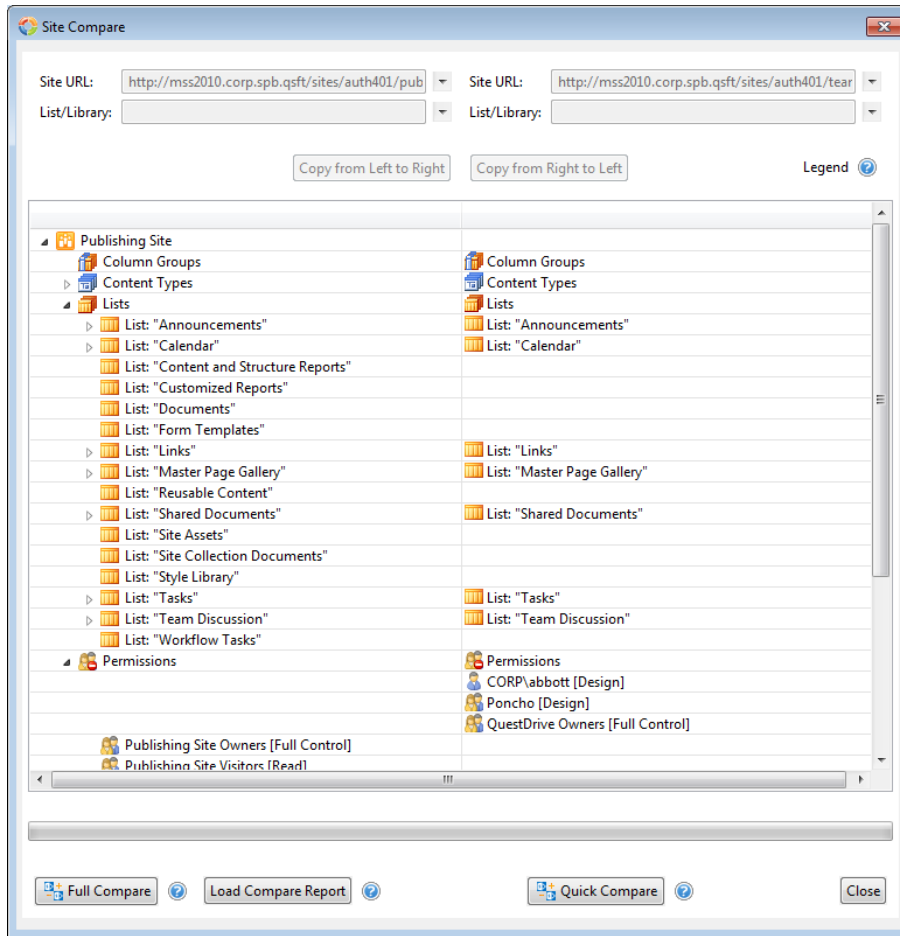 Site Compare
Site URL: http://mss2010.corp.spb.qsft/sites/auth401/pub Site URL: http://mss2010.corp.spb.qsft/sites/auth401/tear
List/Library: List/Library:
Copy from Left to Right Copy from Right to Left Legend
Publishing Site
Column Groups Column Groups
Content Types Content Types
Lists Lists
List: "Announcements" List: "Announcements"
List: "Calendar" List: "Calendar"
List: "Content and Structure Reports"
List: "Customized Reports"
List: "Documents"
List: "Form Templates"
List: "Links" List: "Links"
List: "Master Page Gallery" List: "Master Page Gallery"
List: "Reusable Content"
List: "Shared Documents" List: "Shared Documents"
List: "Site Assets"
List: "Site Collection Documents"
List: "Style Library"
List: "Tasks" List: "Tasks"
List: "Team Discussion" List: "Team Discussion"
List: "Workflow Tasks"
Permissions Permissions
CORP\abbott [Design]
Poncho [Design]
QuestDrive Owners [Full Control]
Publishing Site Owners [Full Control]
Publishing Site Visitors [Read]
Full Compare Load Compare Report Quick Compare Close